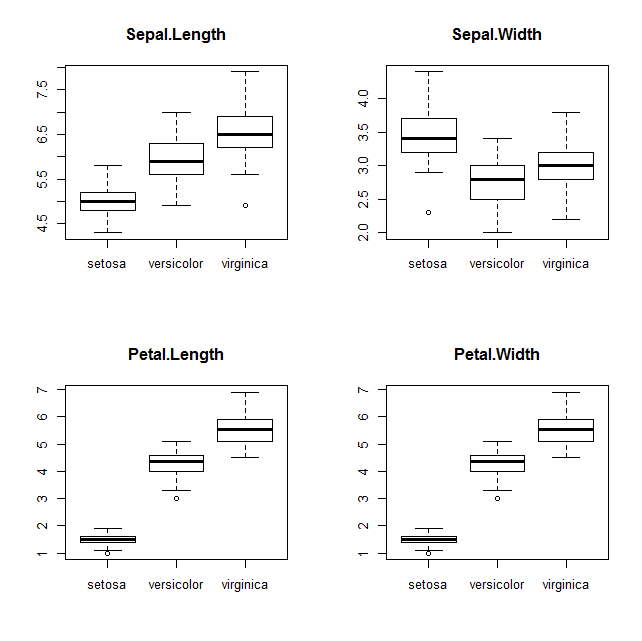 Sepal.Length
7.5
6.5
5.5
4.5
setosa versicolor virginica
Sepal.Width
4.0
3.5
3.0
2.5
2.0
setosa versicolor virginica
Petal.Length
7
6
5
4
3
2
1
setosa versicolor virginica
Petal.Width
7
6
5
4
3
2
1
setosa versicolor virginica